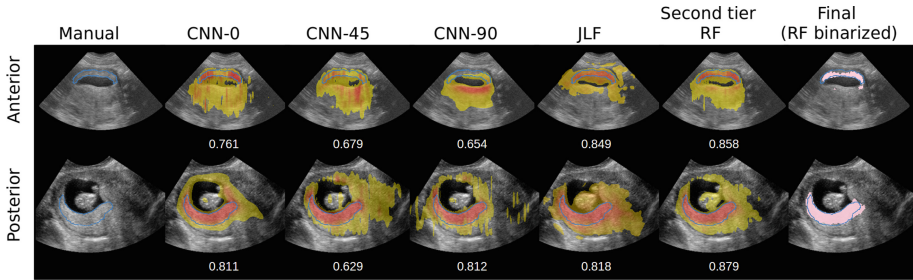 Manual CNN-0 CNN-45 CNN-90 JLF Second tier RF Final (RF binarized)
Anterior
0.761 0.679 0.654 0.849 0.858
Posterior
0.811 0.629 0.812 0.818 0.879